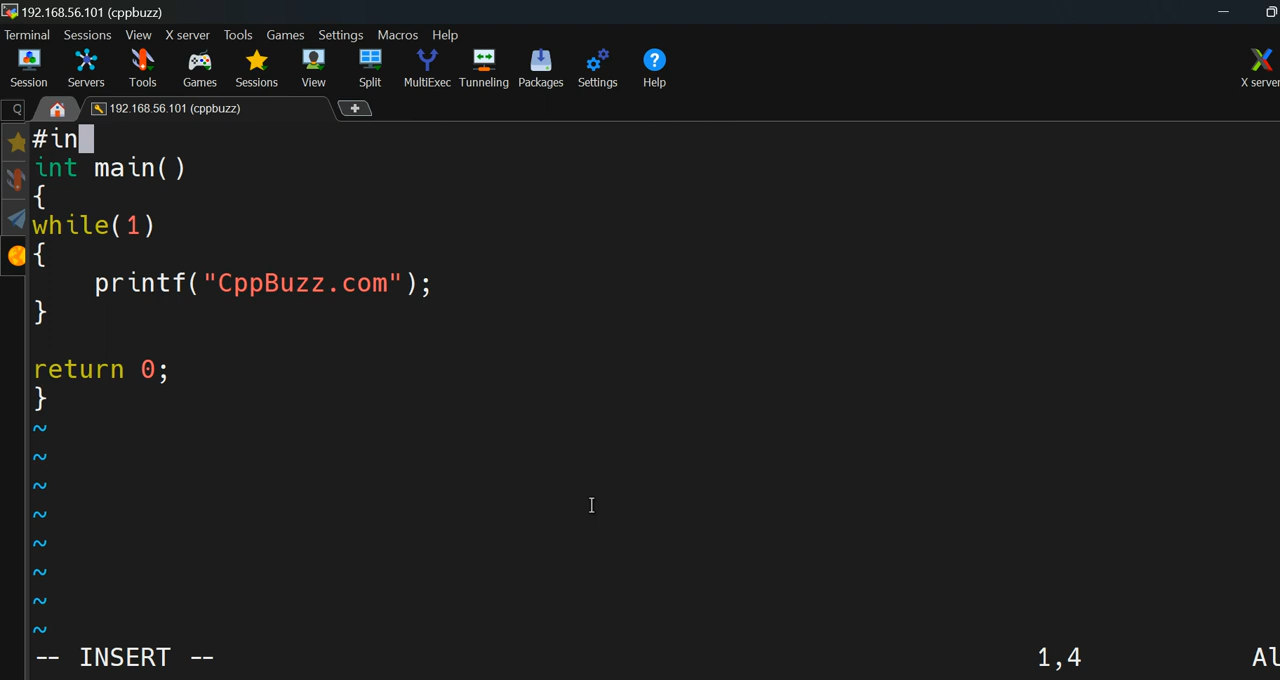 192.168.56.101 (cppbuzz)
Terminal Sessions View X server Tools Games Settings Macros Help
Session Servers Tools Games Sessions View Split MultiExec Tunneling Packages Settings Help X server
192.168.56.101 (cppbuzz)
#in
int main()
{
while(1)
{
printf("CppBuzz.com");
}
return 0;
}
~
~
~
~
~
~
~
~
-- INSERT -- 1,4 Al